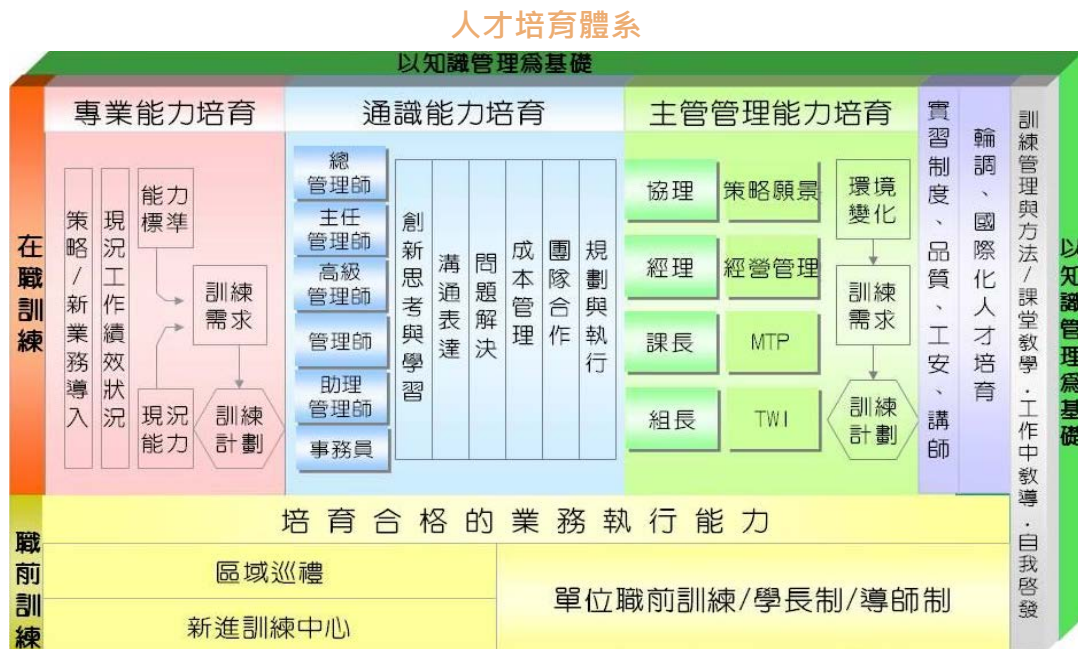 人才培育體系
以知識管理為基礎
專業能力培育
通識能力培育
主管管理能力培育
在職訓練
策略/新業務導入
現況工作績效狀況
能力
標準
訓練
需求
現況
能力
訓練
計劃
總
管理師
主任
管理師
高級
管理師
管理師
助理
管理師
事務員
創新思考與學習
溝通表達
問題解決
成本管理
團隊合作
規劃與執行
協理
策略願景
經理
經營管理
課長
MTP
組長
TWI
環境
變化
訓練
需求
訓練
計劃
實習制度、品質、工安、講師
輪調、國際化人才培育
訓練管理與方法/課堂教學．工作中教導．自我啓發
以知識管理為基礎
職前訓練
培育合格的業務執行能力
區域巡禮
新進訓練中心
單位職前訓練/學長制/導師制